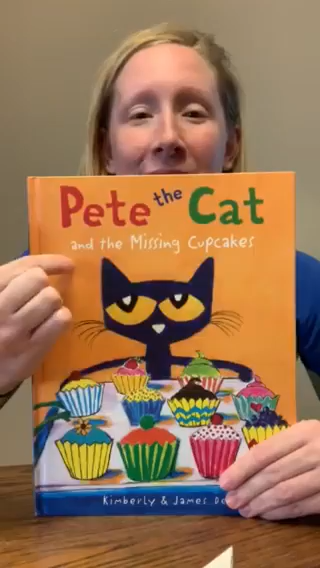 Pete the Cat
and the Missing Cupcakes
Kimberly & James